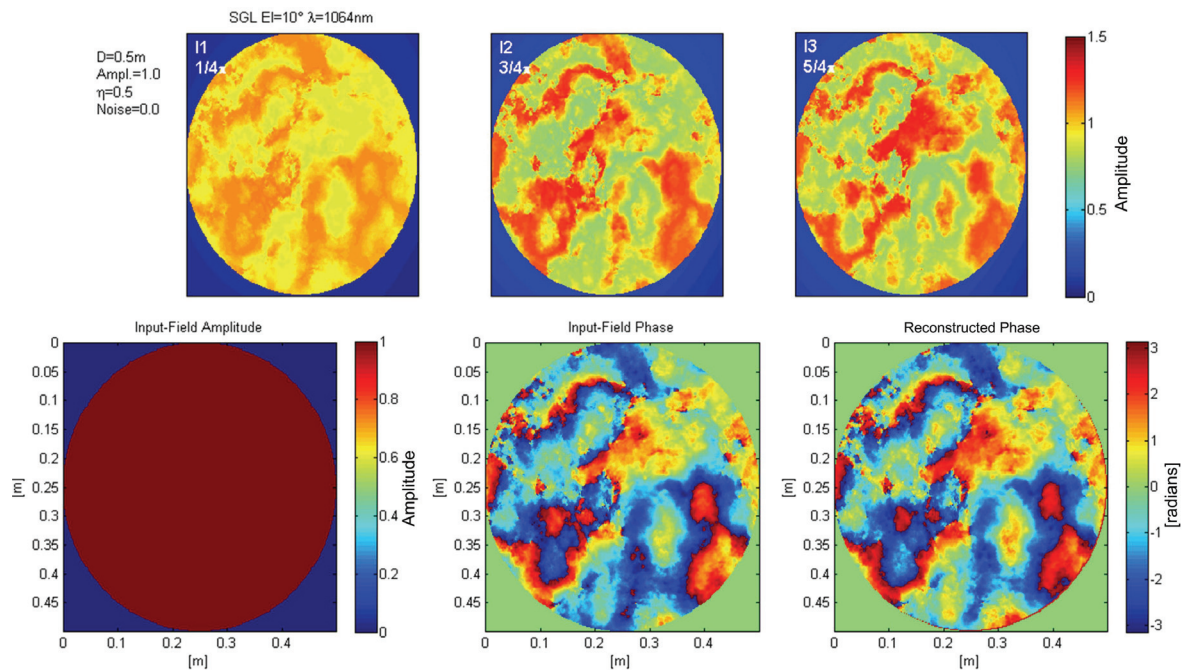 SGL El=10° λ=1064nm
D=0.5m
Ampl.=1.0
η=0.5
Noise=0.0
I1
1/4π
I2
3/4π
I3
5/4π
1.5
1
0.5
0
Amplitude
Input-Field Amplitude
0
0.05
0.1
0.15
0.2
0.25
0.3
0.35
0.4
0.45
[m]
0 0.1 0.2 0.3 0.4
[m]
1
0.8
0.6
0.4
0.2
0
Amplitude
Input-Field Phase
0
0.05
0.1
0.15
0.2
0.25
0.3
0.35
0.4
0.45
[m]
0 0.1 0.2 0.3 0.4
[m]
Reconstructed Phase
0
0.05
0.1
0.15
0.2
0.25
0.3
0.35
0.4
0.45
[m]
0 0.1 0.2 0.3 0.4
[m]
3
2
1
0
-1
-2
-3
[radians]